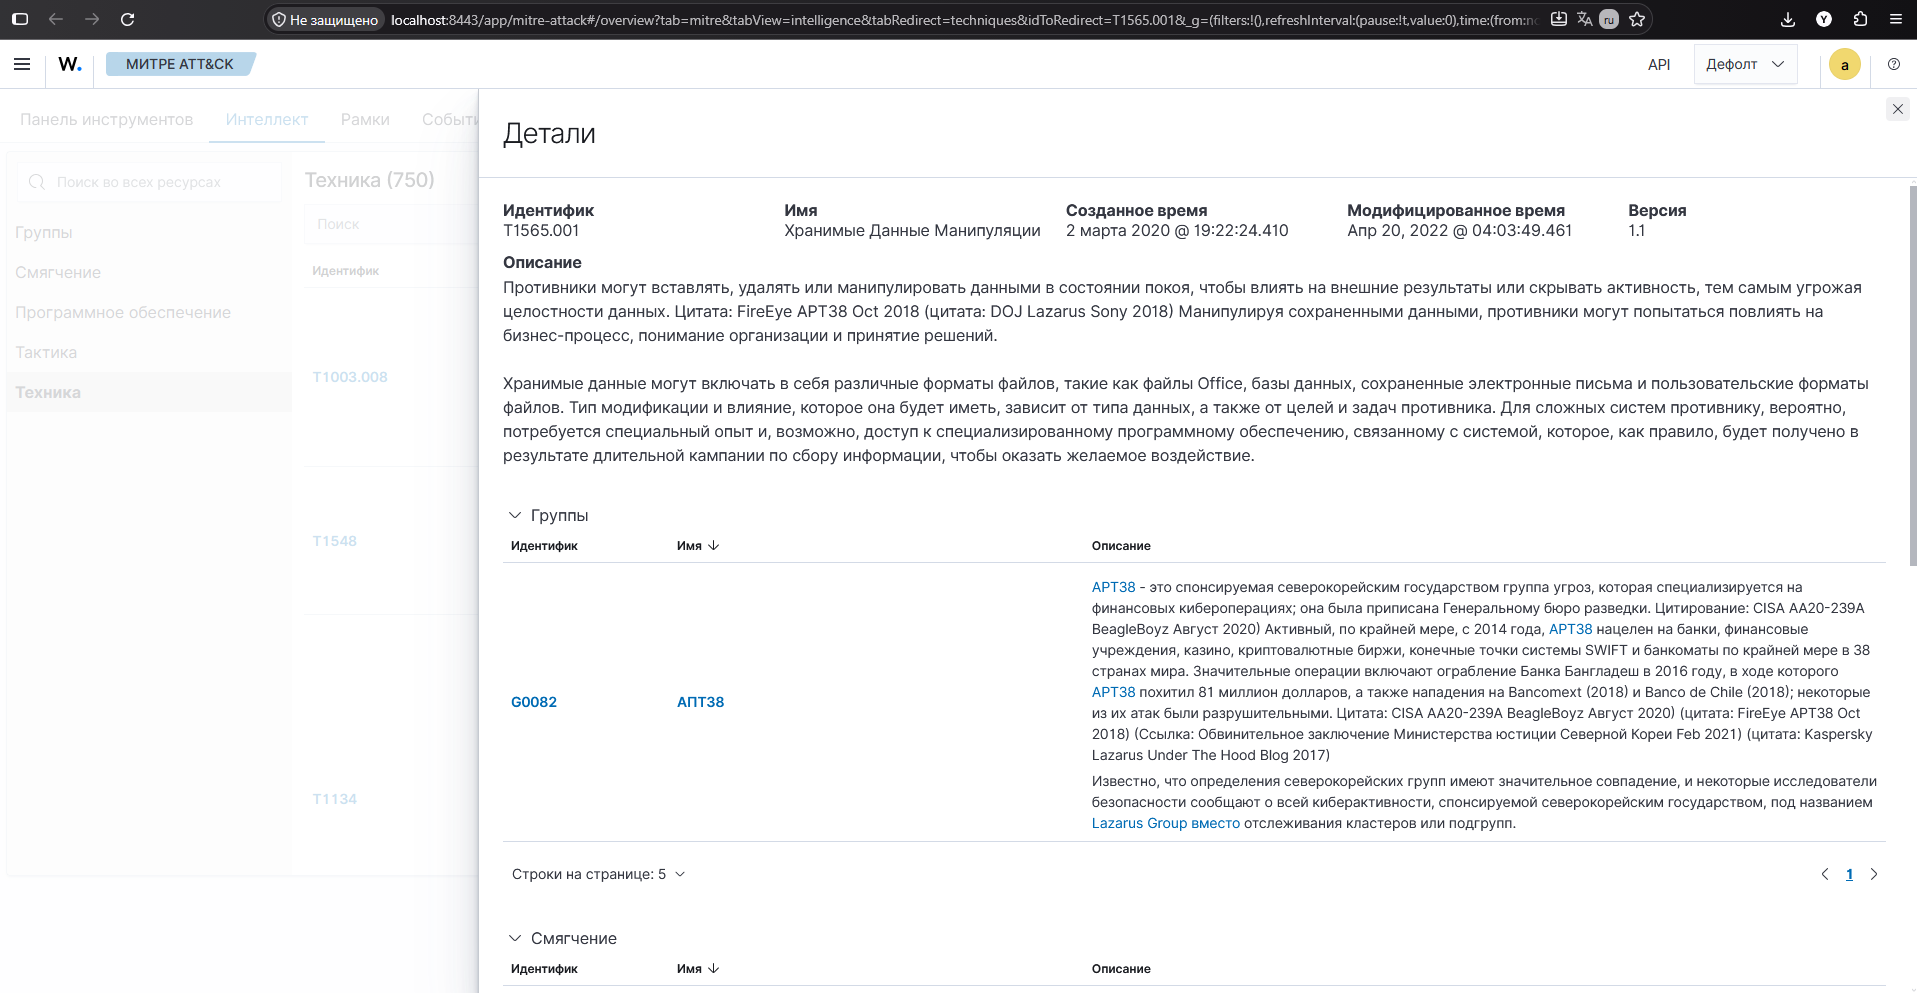 Не защищено
localhost:8443/app/mitre-attack#/overview?tab=mitre&tabView=intelligence&tabRedirect=techniques&idToRedirect=T1565.001&_g=(filters:!(),refreshInterval:(pause:!t,value:0),time:(from:no
ru
Y
W.
МИТРЕ ATT&CK
API
Дефолт
a
Панель инструментов
Интеллект
Рамки
Событи
Поиск во всех ресурсах
Группы
Смягчение
Программное обеспечение
Тактика
Техника
Техника (750)
Поиск
Идентифик
T1003.008
T1548
T1134
Детали
Идентифик Имя Созданное время Модифицированное время Версия
T1565.001 Хранимые Данные Манипуляции 2 марта 2020 @ 19:22:24.410 Апр 20, 2022 @ 04:03:49.461 1.1
Описание
Противники могут вставлять, удалять или манипулировать данными в состоянии покоя, чтобы влиять на внешние результаты или скрывать активность, тем самым угрожая
целостности данных. Цитата: FireEye APT38 Oct 2018 (цитата: DOJ Lazarus Sony 2018) Манипулируя сохраненными данными, противники могут попытаться повлиять на
бизнес-процесс, понимание организации и принятие решений.
Хранимые данные могут включать в себя различные форматы файлов, такие как файлы Office, базы данных, сохраненные электронные письма и пользовательские форматы
файлов. Тип модификации и влияние, которое она будет иметь, зависит от типа данных, а также от целей и задач противника. Для сложных систем противнику, вероятно,
потребуется специальный опыт и, возможно, доступ к специализированному программному обеспечению, связанному с системой, которое, как правило, будет получено в
результате длительной кампании по сбору информации, чтобы оказать желаемое воздействие.
Группы
Идентифик Имя Описание
G0082
АПТ38
APT38 - это спонсируемая северокорейским государством группа угроз, которая специализируется на
финансовых кибероперациях; она была приписана Генеральному бюро разведки. Цитирование: CISA AA20-239A
BeagleBoyz Август 2020) Активный, по крайней мере, с 2014 года, APT38 нацелен на банки, финансовые
учреждения, казино, криптовалютные биржи, конечные точки системы SWIFT и банкоматы по крайней мере в 38
странах мира. Значительные операции включают ограбление Банка Бангладеш в 2016 году, в ходе которого
APT38 похитил 81 миллион долларов, а также нападения на Bancomext (2018) и Banco de Chile (2018); некоторые
из их атак были разрушительными. Цитата: CISA AA20-239A BeagleBoyz Август 2020) (цитата: FireEye APT38 Oct
2018) (Ссылка: Обвинительное заключение Министерства юстиции Северной Кореи Feb 2021) (цитата: Kaspersky
Lazarus Under The Hood Blog 2017)
Известно, что определения северокорейских групп имеют значительное совпадение, и некоторые исследователи
безопасности сообщают о всей киберактивности, спонсируемой северокорейским государством, под названием
Lazarus Group вместо отслеживания кластеров или подгрупп.
Строки на странице: 5
1
Смягчение
Идентифик Имя Описание